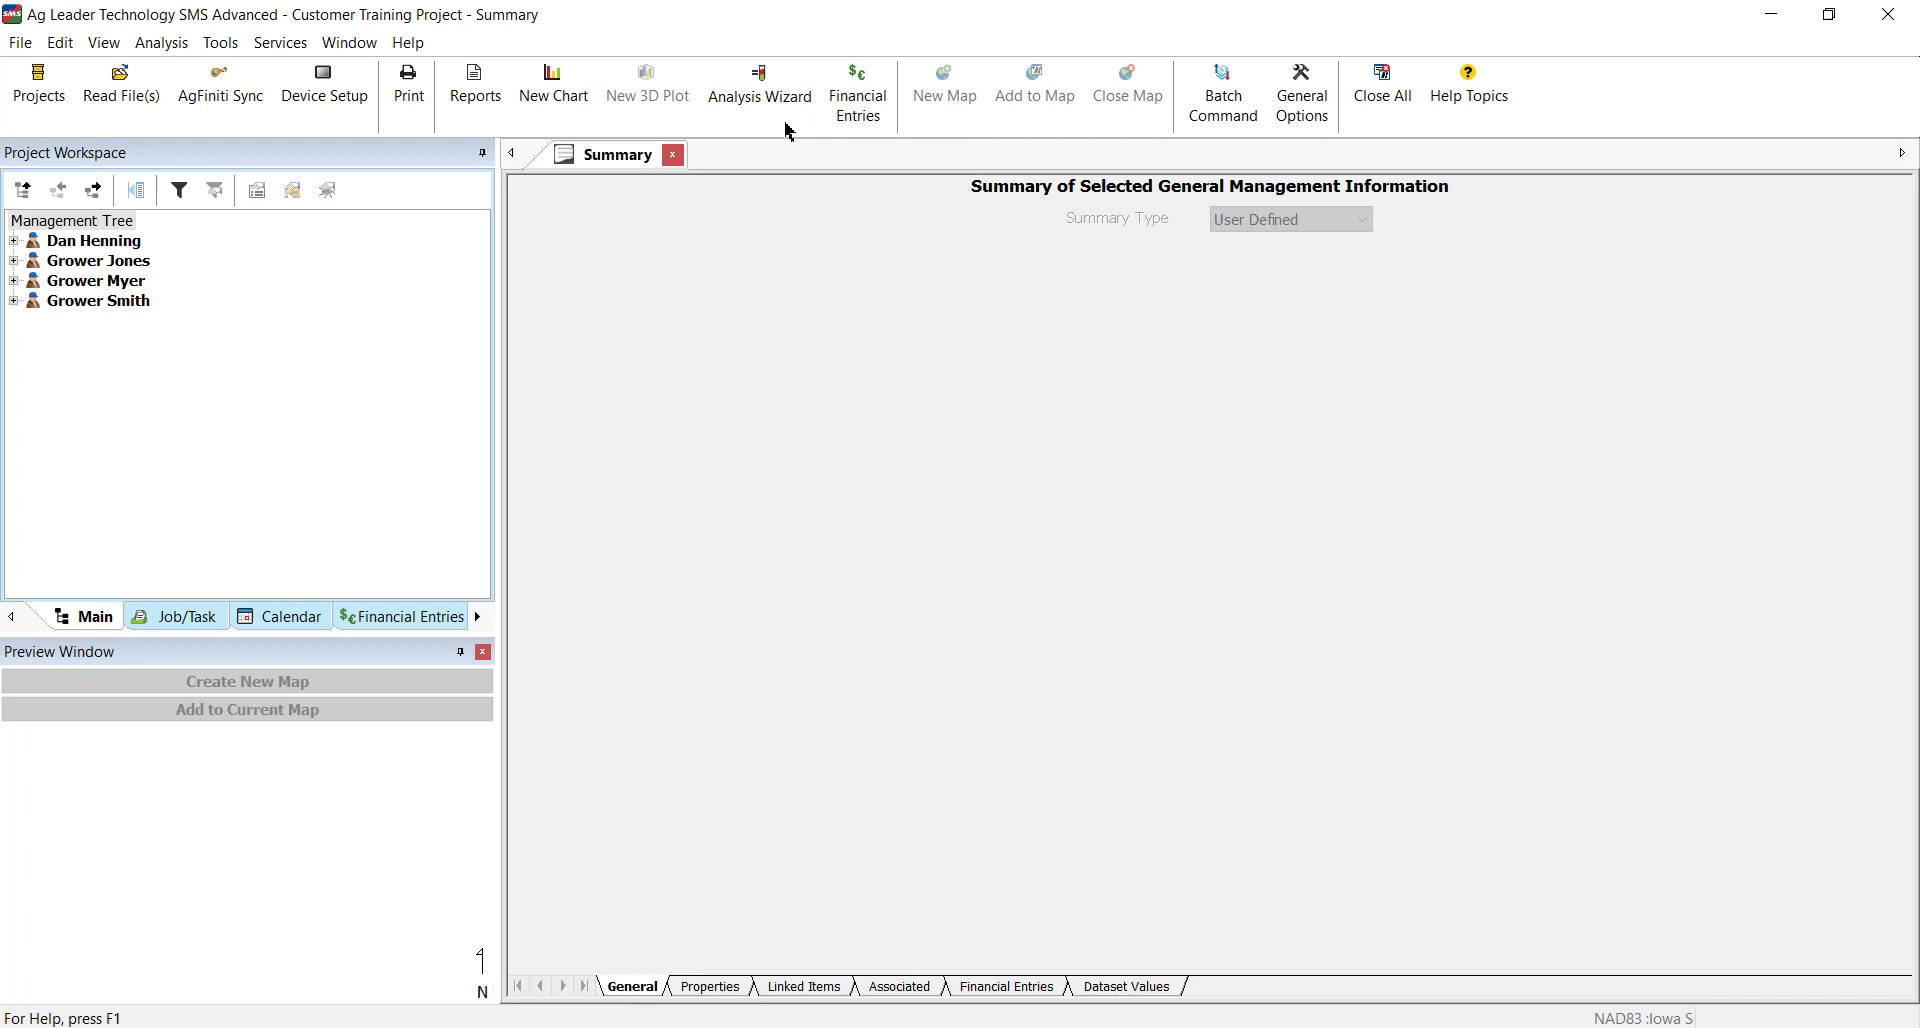 SMS Ag Leader Technology SMS Advanced - Customer Training Project - Summary
File Edit View Analysis Tools Services Window Help
Projects Read File(s) AgFiniti Sync Device Setup Print Reports New Chart New 3D Plot Analysis Wizard Financial Entries New Map Add to Map Close Map Batch Command General Options Close All Help Topics
Project Workspace
Summary
Summary of Selected General Management Information
Summary Type User Defined
Management Tree
Dan Henning
Grower Jones
Grower Myer
Grower Smith
Main Job/Task Calendar $€ Financial Entries
Preview Window
Create New Map
Add to Current Map
N
General Properties Linked Items Associated Financial Entries Dataset Values
For Help, press F1
NAD83 :Iowa S